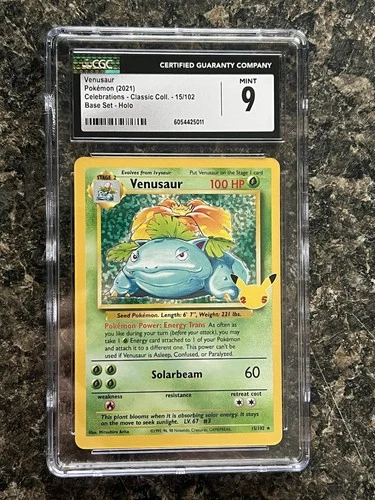 CGC
CERTIFIED GUARANTY COMPANY
Venusaur
Pokémon (2021)
Celebrations - Classic Coll. - 15/102
Base Set - Holo
6054425011
MINT
9
Evolves from Ivysaur
Put Venusaur on the Stage 1 card
STAGE 2
Venusaur
100 HP
25
Seed Pokémon. Length: 6' 7", Weight: 221 lbs.
Pokémon Power: Energy Trans As often as
you like during your turn (before your attack), you may
take 1 Energy card attached to 1 of your Pokémon
and attach it to a different one. This power can't be
used if Venusaur is Asleep, Confused, or Paralyzed.
Solarbeam
60
weakness
resistance
retreat cost
This plant blooms when it is absorbing solar energy. It stays
on the move to seek sunlight. LV. 67 #3
Illus. Mitsuhiro Arita
15/102